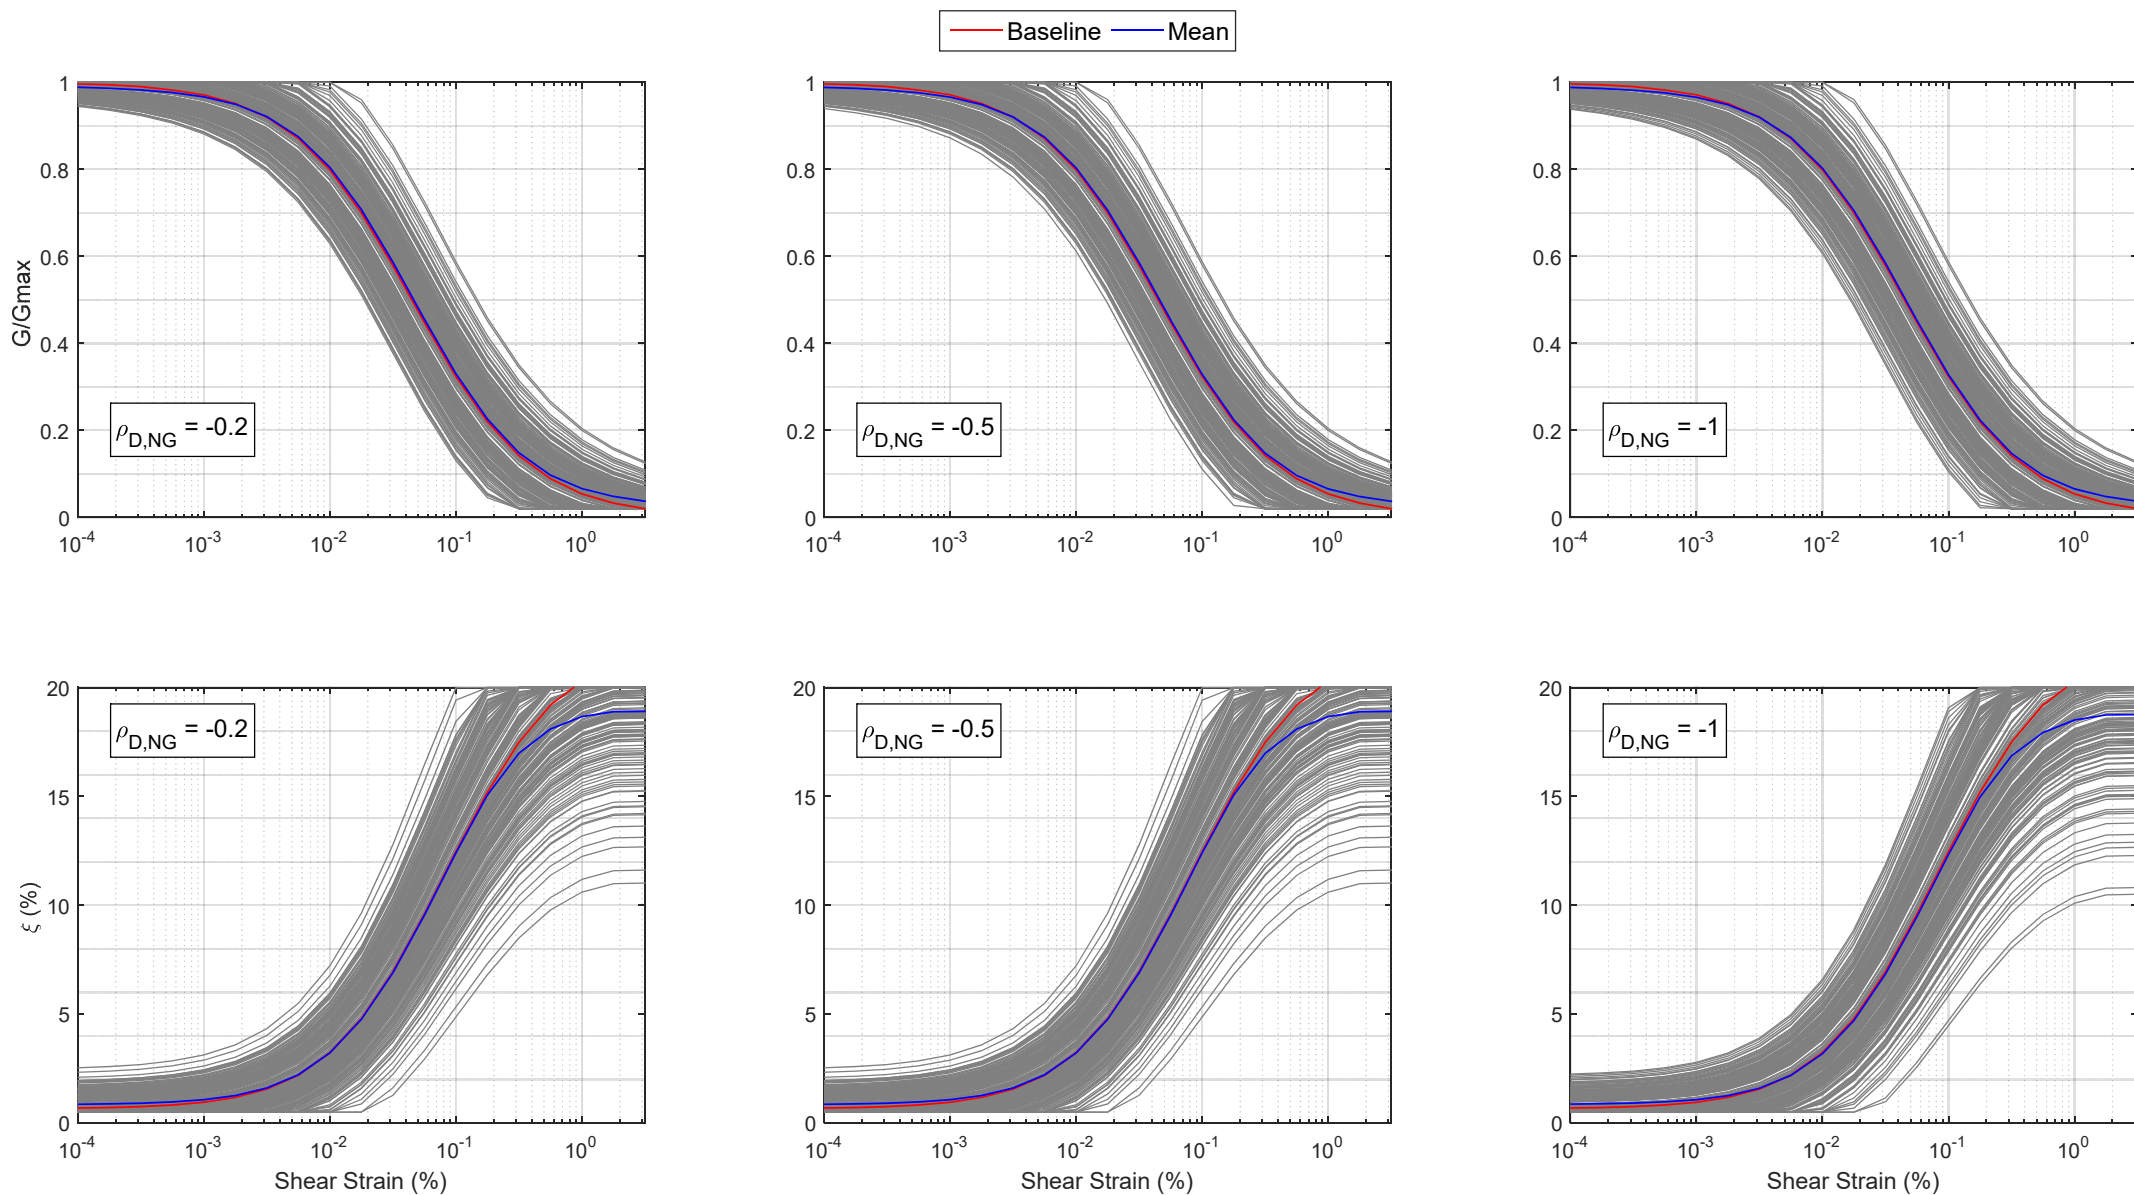 Baseline Mean
1 1 1
0.8 0.8 0.8
0.6 0.6 0.6
G/Gmax
0.4 0.4 0.4
0.2 0.2 0.2
ρD,NG = -0.2 ρD,NG = -0.5 ρD,NG = -1
0 0 0
10-4 10-3 10-2 10-1 100 10-4 10-3 10-2 10-1 100 10-4 10-3 10-2 10-1 100
20 20 20
ρD,NG = -0.2 ρD,NG = -0.5 ρD,NG = -1
15 15 15
10 10 10
ξ (%)
5 5 5
0 0 0
10-4 10-3 10-2 10-1 100 10-4 10-3 10-2 10-1 100 10-4 10-3 10-2 10-1 100
Shear Strain (%) Shear Strain (%) Shear Strain (%)